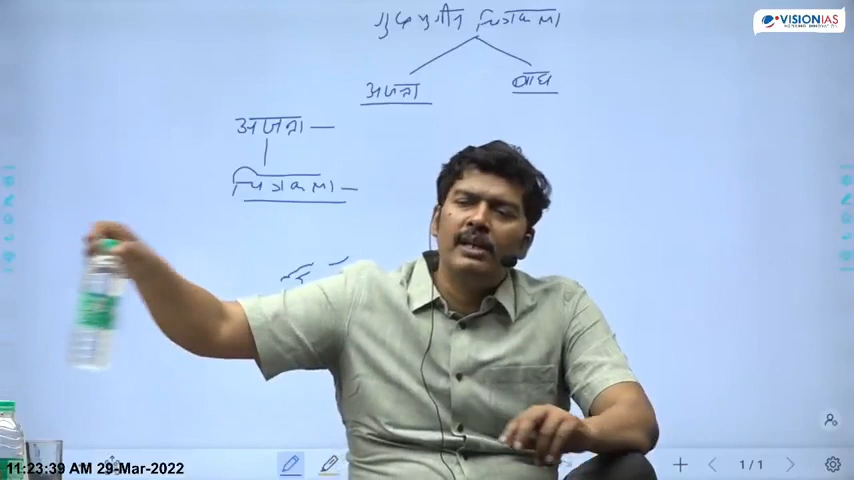 VISIONIAS
गुप्तयुगीन चित्रकला
अजन्ता बाघ
अजन्ता —
चित्रकला —
1/1
11:23:39 AM 29-Mar-2022